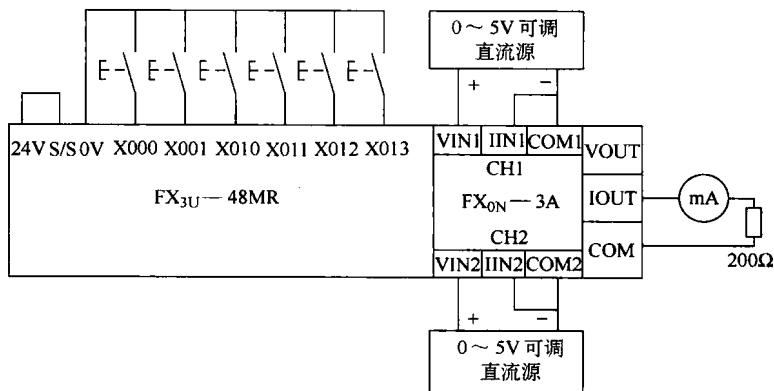 0～5V 可调
直流源
+ −
24V S/S 0V X000 X001 X010 X011 X012 X013
VIN1 IIN1 COM1
VOUT
CH1
FX3U—48MR
FX0N—3A
IOUT
mA
CH2
COM
VIN2 IIN2 COM2
200Ω
+ −
0～5V 可调
直流源